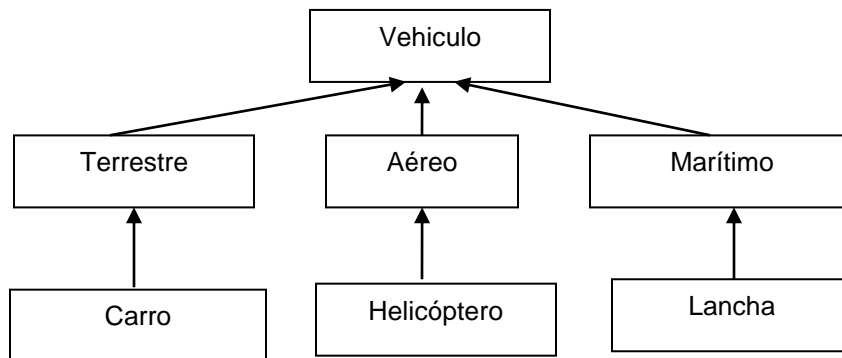 Vehiculo
Terrestre
Aéreo
Marítimo
Carro
Helicóptero
Lancha